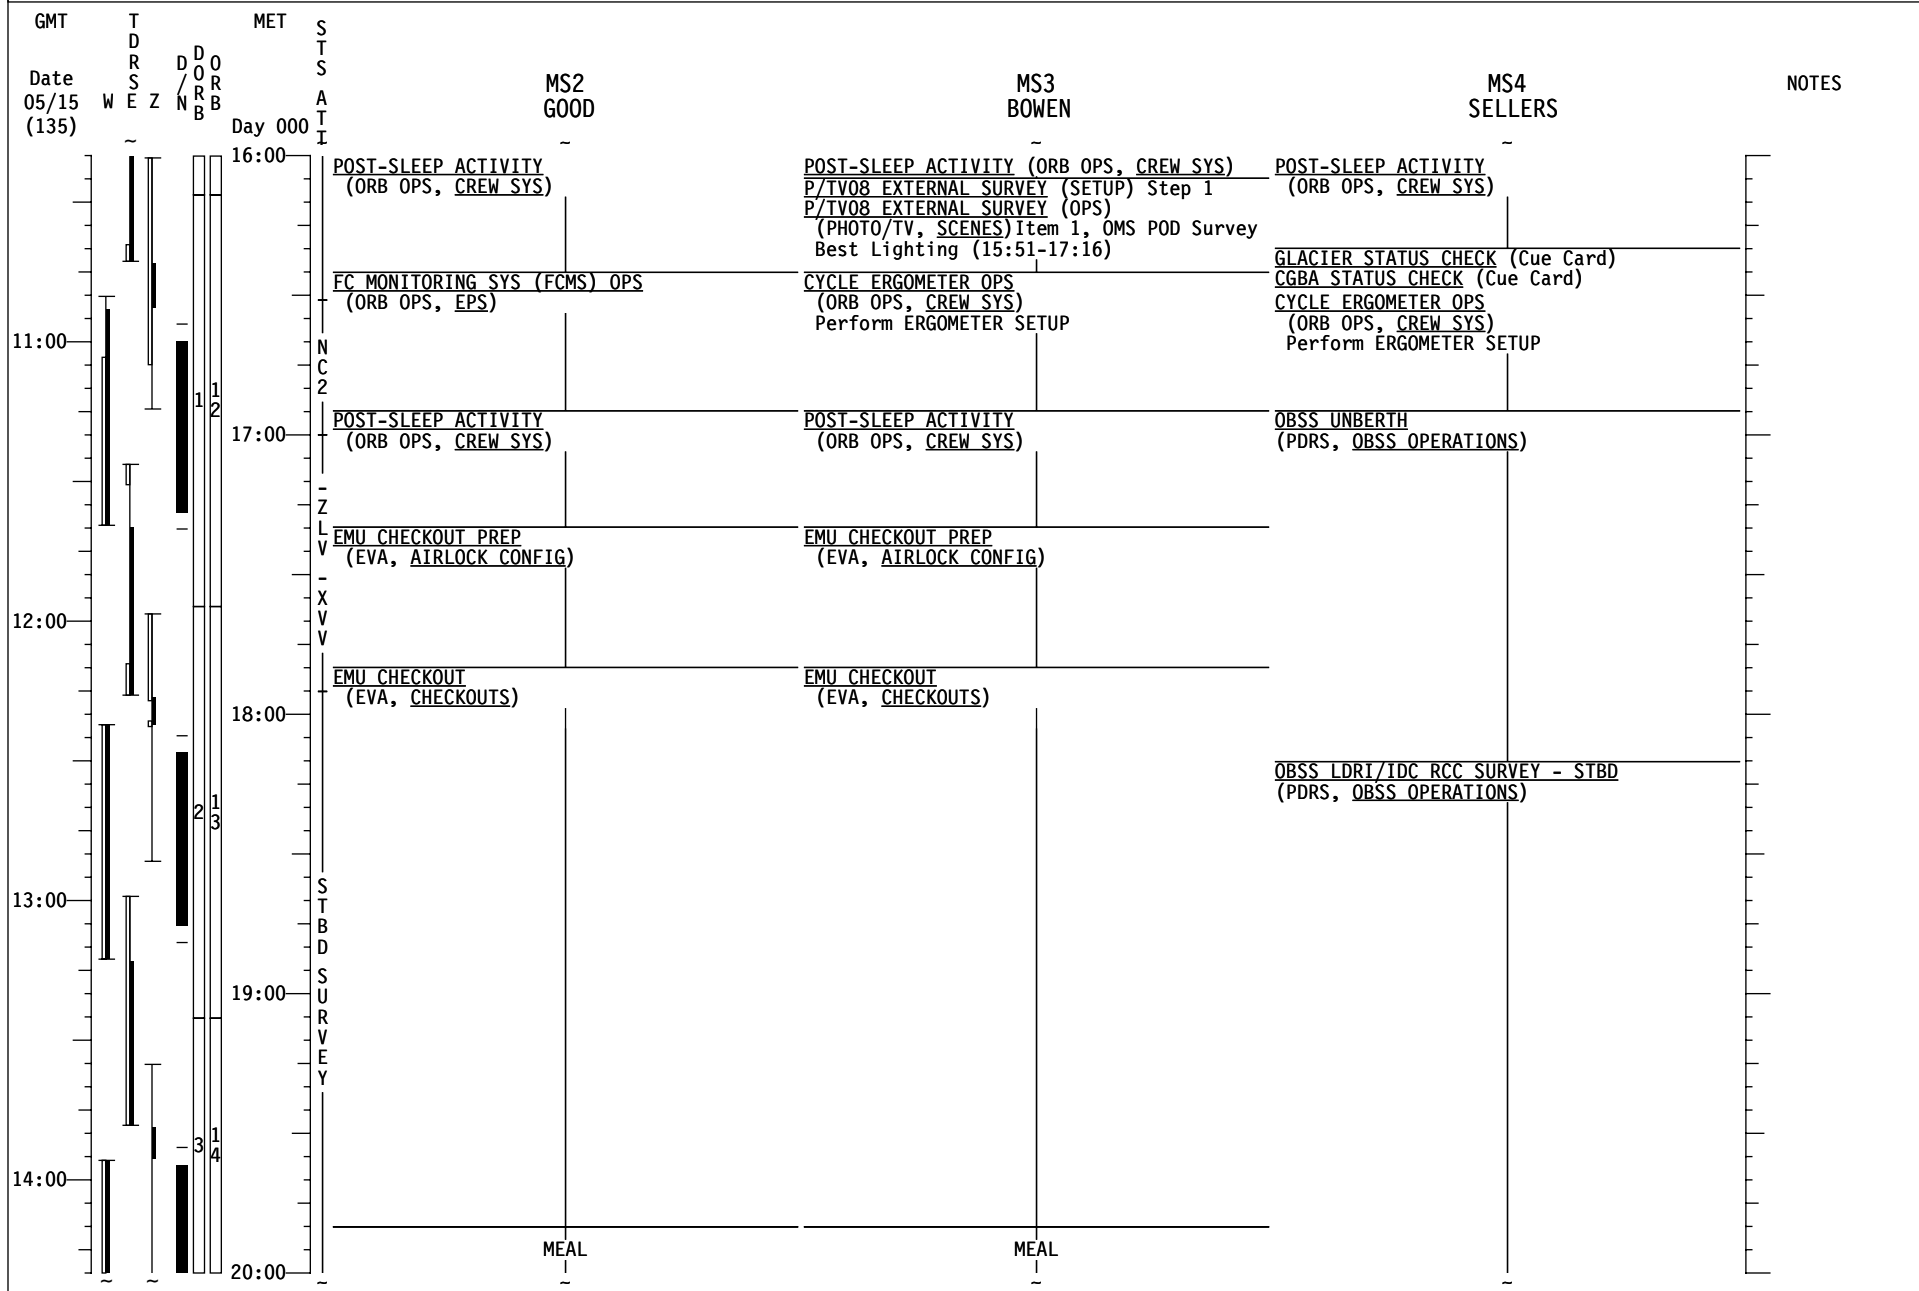 GMT
Date
05/15
(135)
TDRSE
W E Z
D/N
DORB
ORB
MET
Day 000
STS ATT
MS2
GOOD
MS3
BOWEN
MS4
SELLERS
NOTES
~ ~ ~ ~
16:00
POST-SLEEP ACTIVITY
(ORB OPS, CREW SYS)
POST-SLEEP ACTIVITY (ORB OPS, CREW SYS)
P/TV08 EXTERNAL SURVEY (SETUP) Step 1
P/TV08 EXTERNAL SURVEY (OPS)
(PHOTO/TV, SCENES)Item 1, OMS POD Survey
Best Lighting (15:51-17:16)
POST-SLEEP ACTIVITY
(ORB OPS, CREW SYS)
GLACIER STATUS CHECK (Cue Card)
CGBA STATUS CHECK (Cue Card)
FC MONITORING SYS (FCMS) OPS
(ORB OPS, EPS)
CYCLE ERGOMETER OPS
(ORB OPS, CREW SYS)
Perform ERGOMETER SETUP
CYCLE ERGOMETER OPS
(ORB OPS, CREW SYS)
Perform ERGOMETER SETUP
11:00
NC2
1
12
17:00
POST-SLEEP ACTIVITY
(ORB OPS, CREW SYS)
POST-SLEEP ACTIVITY
(ORB OPS, CREW SYS)
OBSS UNBERTH
(PDRS, OBSS OPERATIONS)
-ZLV -XVV
EMU CHECKOUT PREP
(EVA, AIRLOCK CONFIG)
EMU CHECKOUT PREP
(EVA, AIRLOCK CONFIG)
12:00
EMU CHECKOUT
(EVA, CHECKOUTS)
EMU CHECKOUT
(EVA, CHECKOUTS)
18:00
OBSS LDRI/IDC RCC SURVEY - STBD
(PDRS, OBSS OPERATIONS)
2
13
13:00
STBD SURVEY
19:00
3
14
14:00
MEAL
MEAL
20:00
~ ~ ~ ~ ~ ~